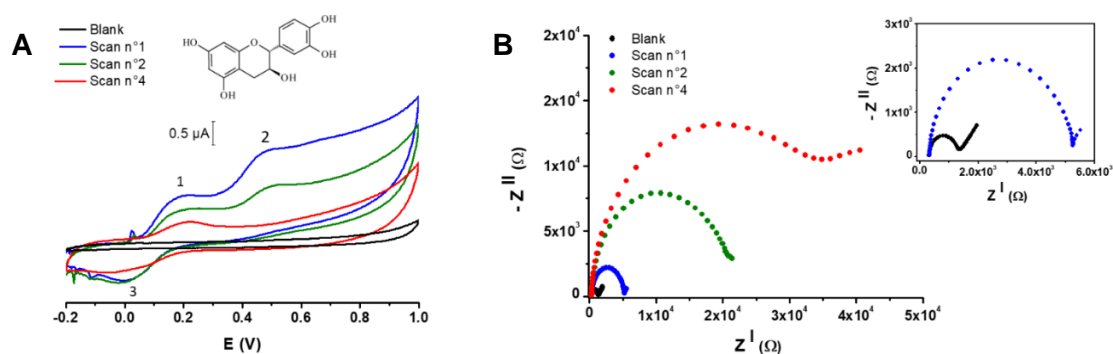 A
Blank
Scan n°1
Scan n°2
Scan n°4
OH
OH
HO
O
OH
OH
0.5 µA
1
2
3
-0.2 0.0 0.2 0.4 0.6 0.8 1.0
E (V)
B
Blank
Scan n°1
Scan n°2
Scan n°4
2x10⁴
2x10⁴
1x10⁴
5x10³
0
- Z II (Ω)
0 1x10⁴ 2x10⁴ 3x10⁴ 4x10⁴ 5x10⁴
Z I (Ω)
3x10³
2x10³
1x10³
0
- Z II (Ω)
0 2.0x10³ 4.0x10³ 6.0x10³
Z I (Ω)